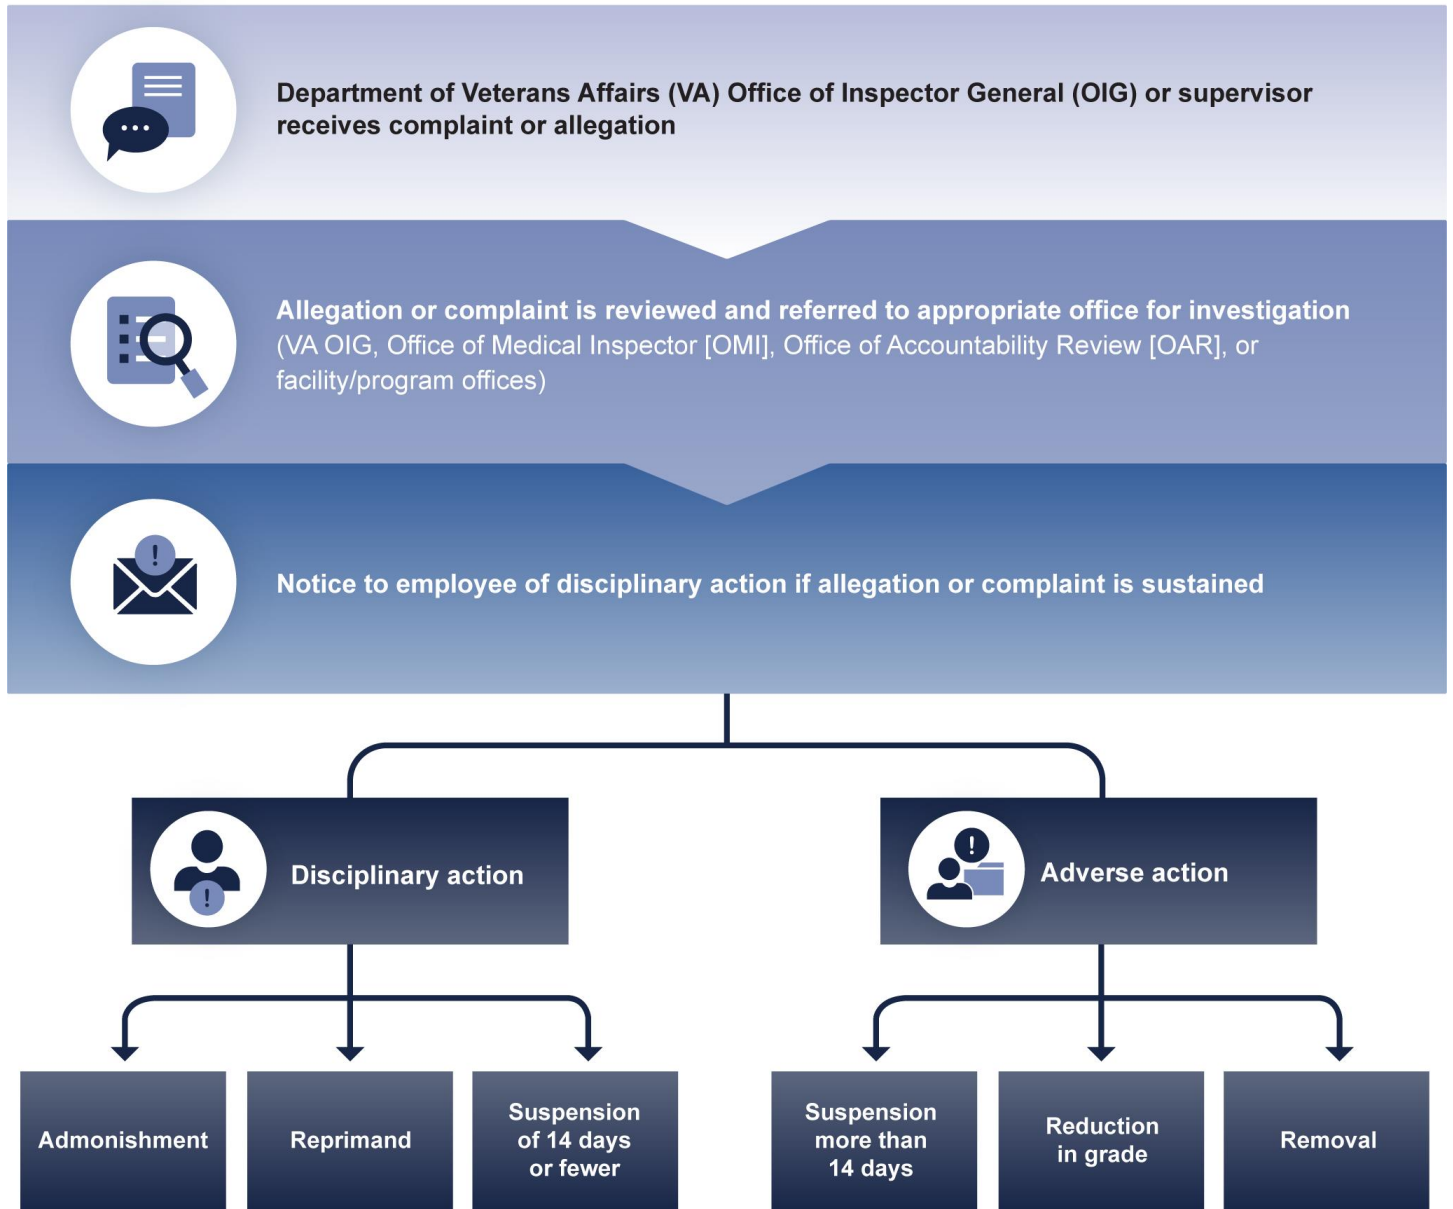 Department of Veterans Affairs (VA) Office of Inspector General (OIG) or supervisor
receives complaint or allegation
Allegation or complaint is reviewed and referred to appropriate office for investigation
(VA OIG, Office of Medical Inspector [OMI], Office of Accountability Review [OAR], or
facility/program offices)
Notice to employee of disciplinary action if allegation or complaint is sustained
Disciplinary action
Adverse action
Admonishment
Reprimand
Suspension
of 14 days
or fewer
Suspension
more than
14 days
Reduction
in grade
Removal